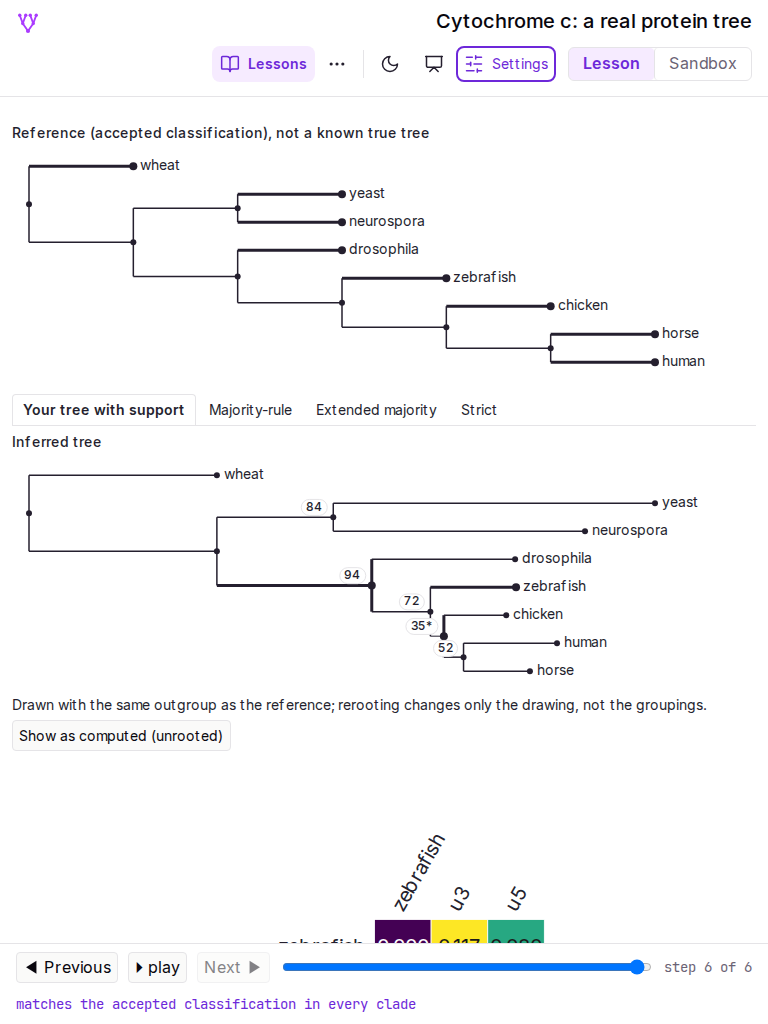 Cytochrome c: a real protein tree
Lessons
Settings
Lesson
Sandbox
Reference (accepted classification), not a known true tree
wheat
yeast
neurospora
drosophila
zebrafish
chicken
horse
human
Your tree with support
Majority-rule
Extended majority
Strict
Inferred tree
wheat
84
yeast
neurospora
drosophila
94
zebrafish
72
chicken
35*
human
52
horse
Drawn with the same outgroup as the reference; rerooting changes only the drawing, not the groupings.
Show as computed (unrooted)
zebrafish
u3
u5
Previous
play
Next
step 6 of 6
matches the accepted classification in every clade